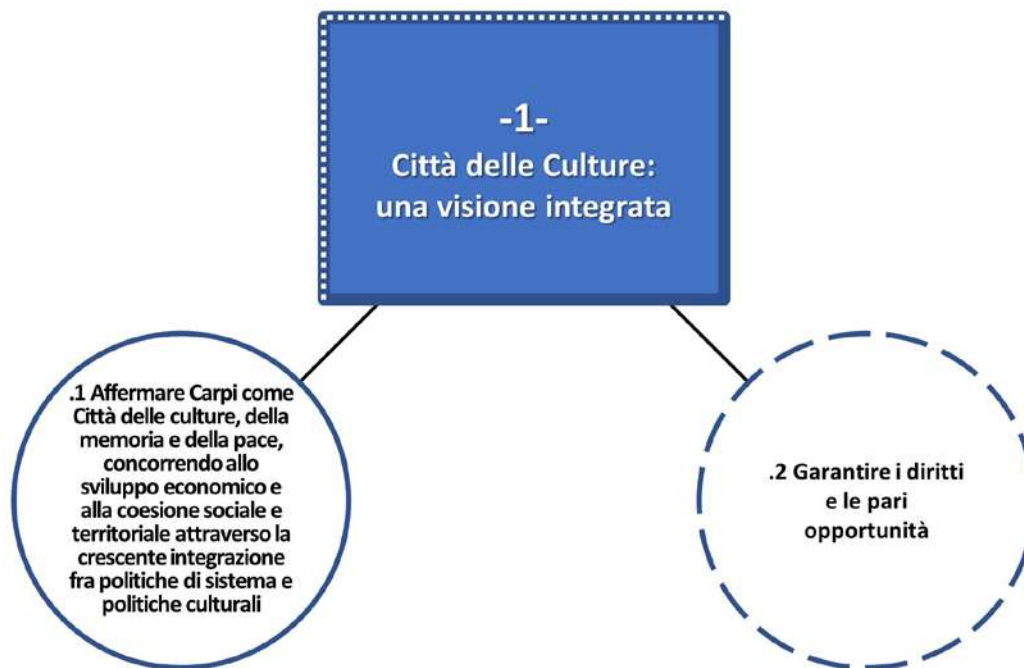 -1-
Città delle Culture:
una visione integrata
.1 Affermare Carpi come
Città delle culture, della
memoria e della pace,
concorrendo allo
sviluppo economico e
alla coesione sociale e
territoriale attraverso la
crescente integrazione
fra politiche di sistema e
politiche culturali
.2 Garantire i diritti
e le pari
opportunità